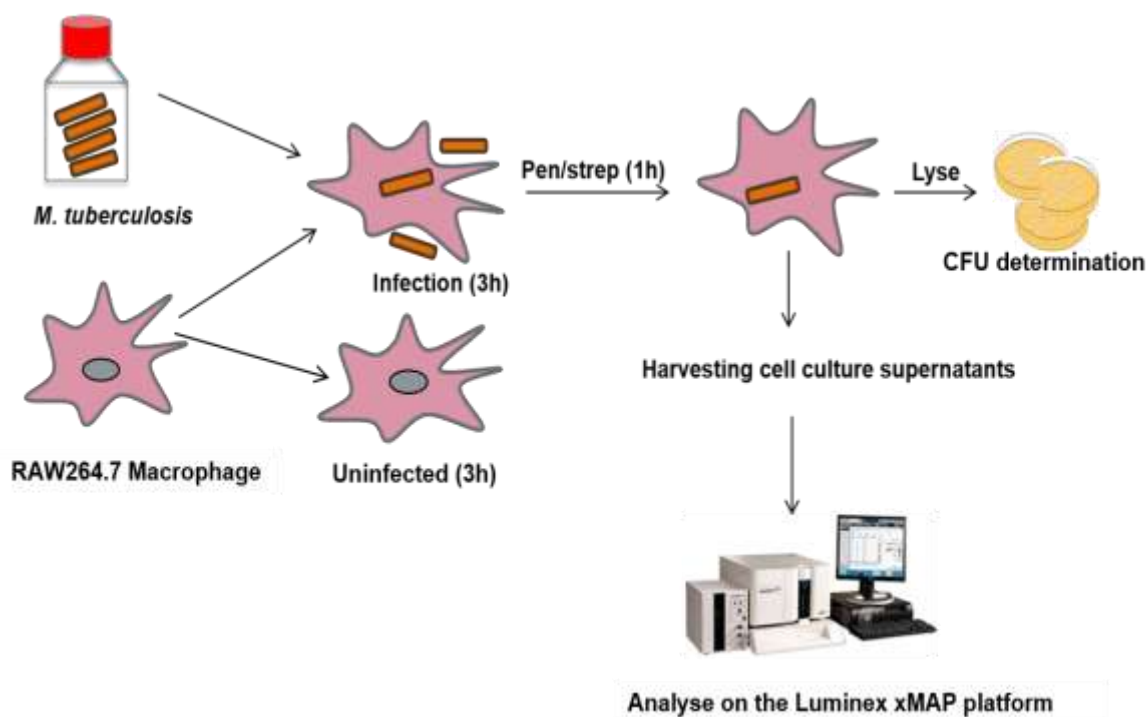 M. tuberculosis
Infection (3h)
Pen/strep (1h)
Lyse
CFU determination
RAW264.7 Macrophage
Uninfected (3h)
Harvesting cell culture supernatants
Analyse on the Luminex xMAP platform